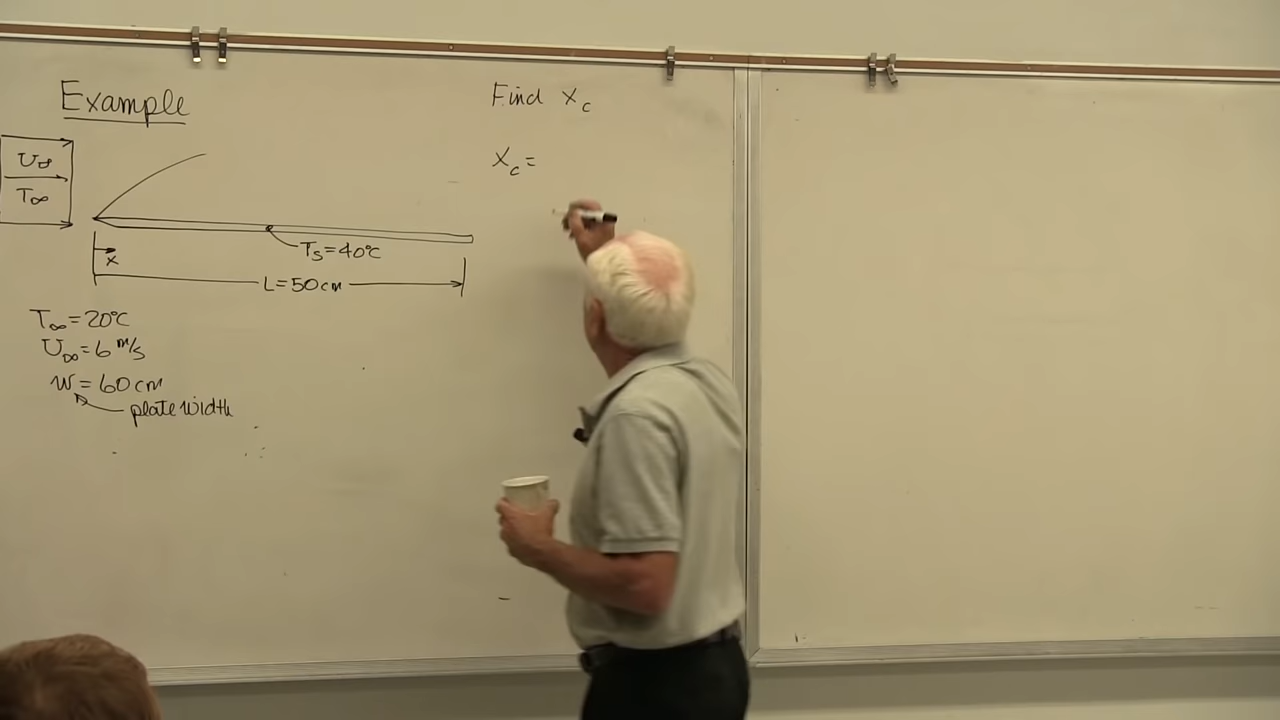 Example
U∞
T∞
x
Ts=40°C
L=50cm
T∞=20°C
U∞=6 m/s
w=60cm
plate width
Find xc
xc=